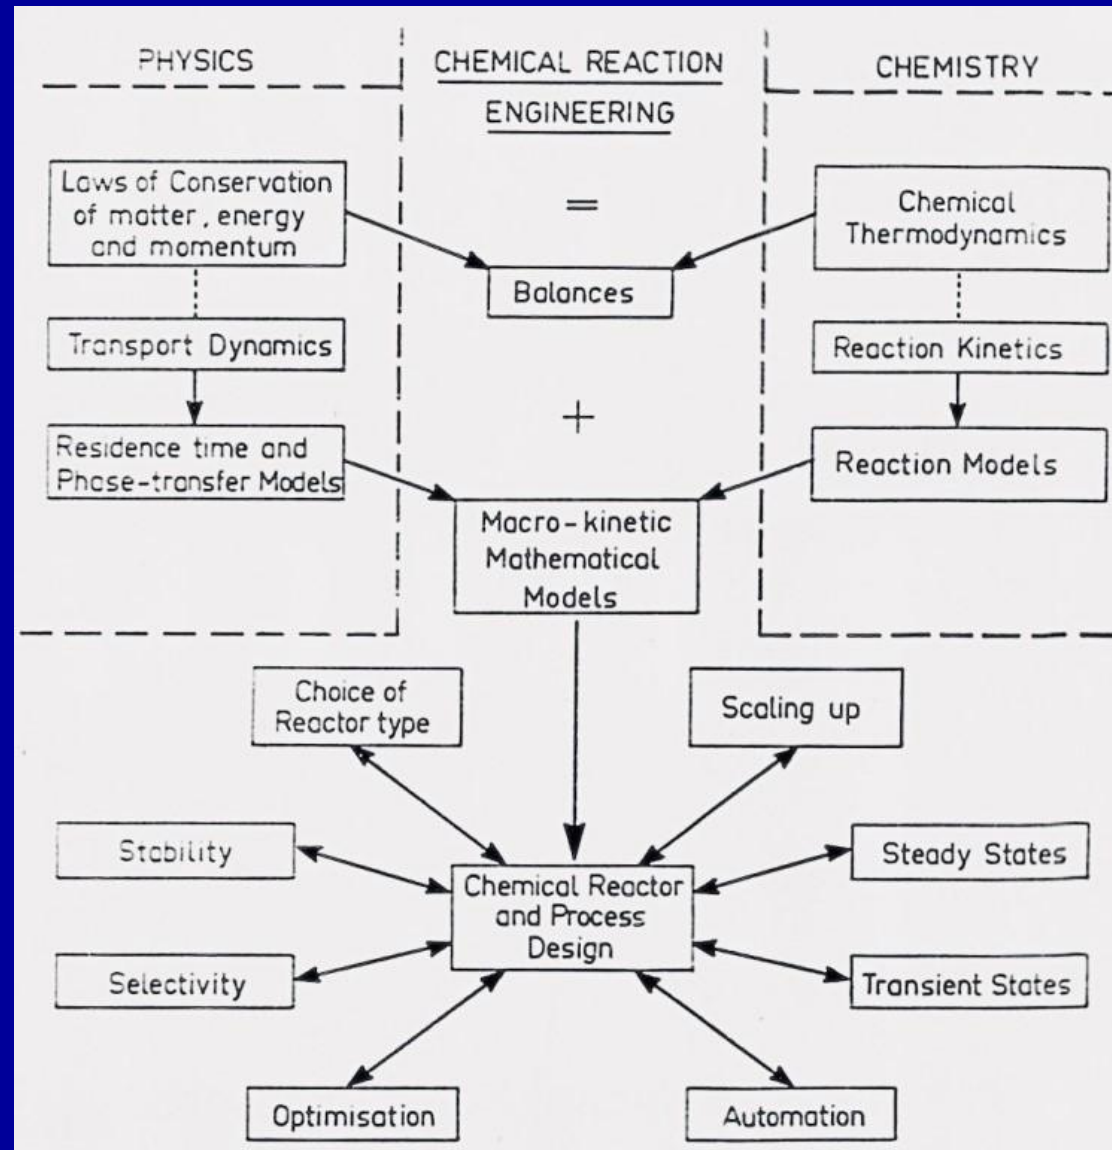 PHYSICS
CHEMICAL REACTION
ENGINEERING
CHEMISTRY
Laws of Conservation
of matter, energy
and momentum
=
Chemical
Thermodynamics
Balances
Transport Dynamics
Reaction Kinetics
+
Residence time and
Phase-transfer Models
Reaction Models
Macro-kinetic
Mathematical
Models
Choice of
Reactor type
Scaling up
Stability
Steady States
Chemical Reactor
and Process
Design
Selectivity
Transient States
Optimisation
Automation